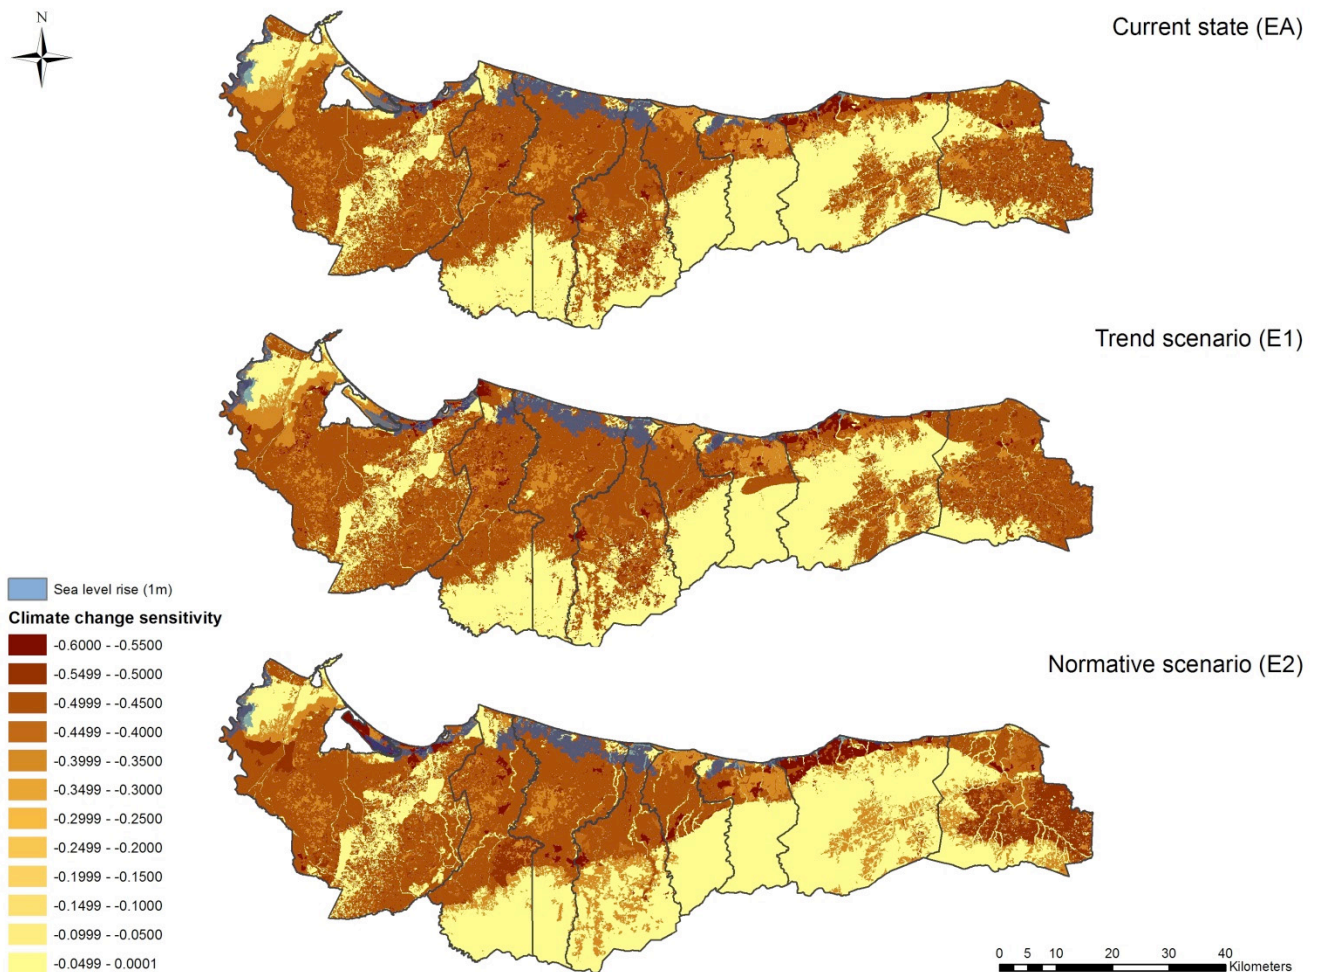 N
Current state (EA)
Trend scenario (E1)
Normative scenario (E2)
Sea level rise (1m)
Climate change sensitivity
-0.6000 - -0.5500
-0.5499 - -0.5000
-0.4999 - -0.4500
-0.4499 - -0.4000
-0.3999 - -0.3500
-0.3499 - -0.3000
-0.2999 - -0.2500
-0.2499 - -0.2000
-0.1999 - -0.1500
-0.1499 - -0.1000
-0.0999 - -0.0500
-0.0499 - 0.0001
0 5 10 20 30 40
Kilometers